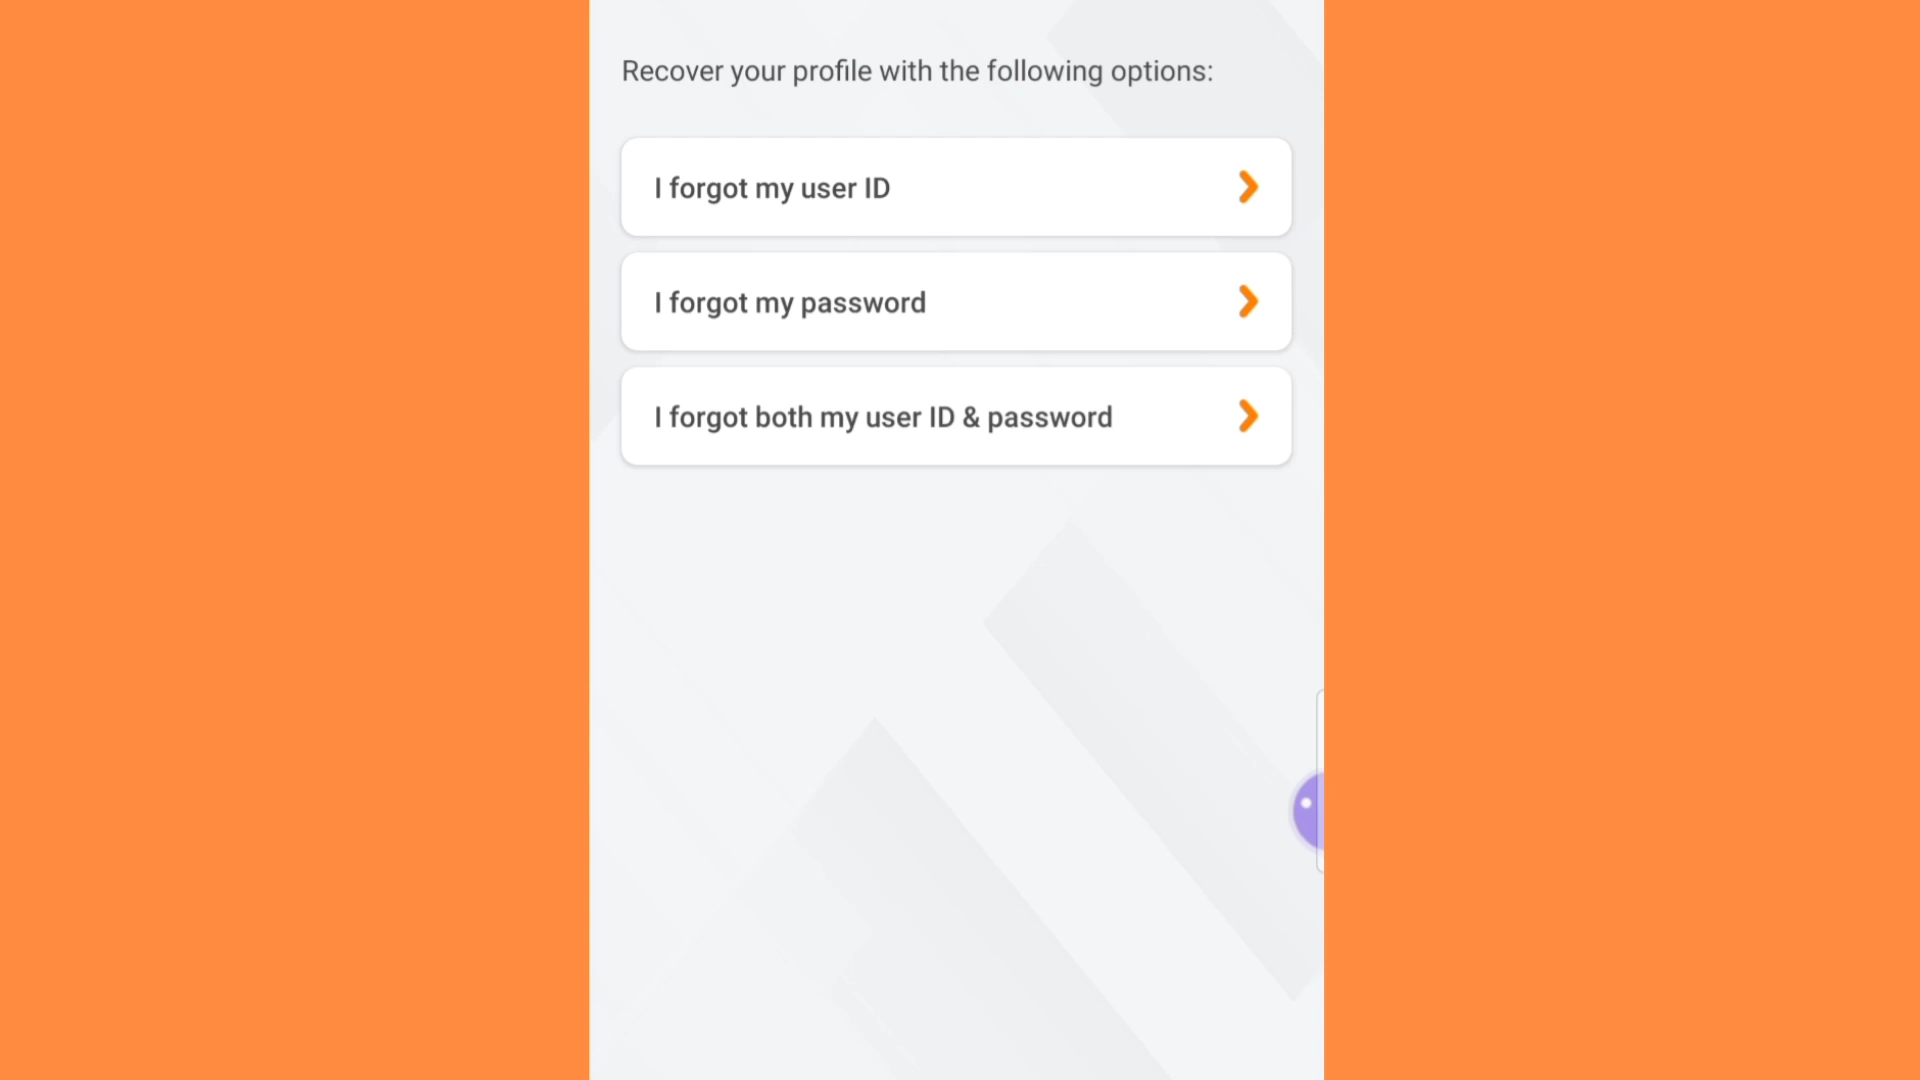 Recover your profile with the following options:
I forgot my user ID
I forgot my password
I forgot both my user ID & password